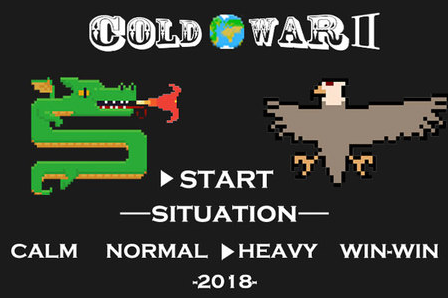 COLD WAR II
START
SITUATION
CALM NORMAL HEAVY WIN-WIN
-2018-